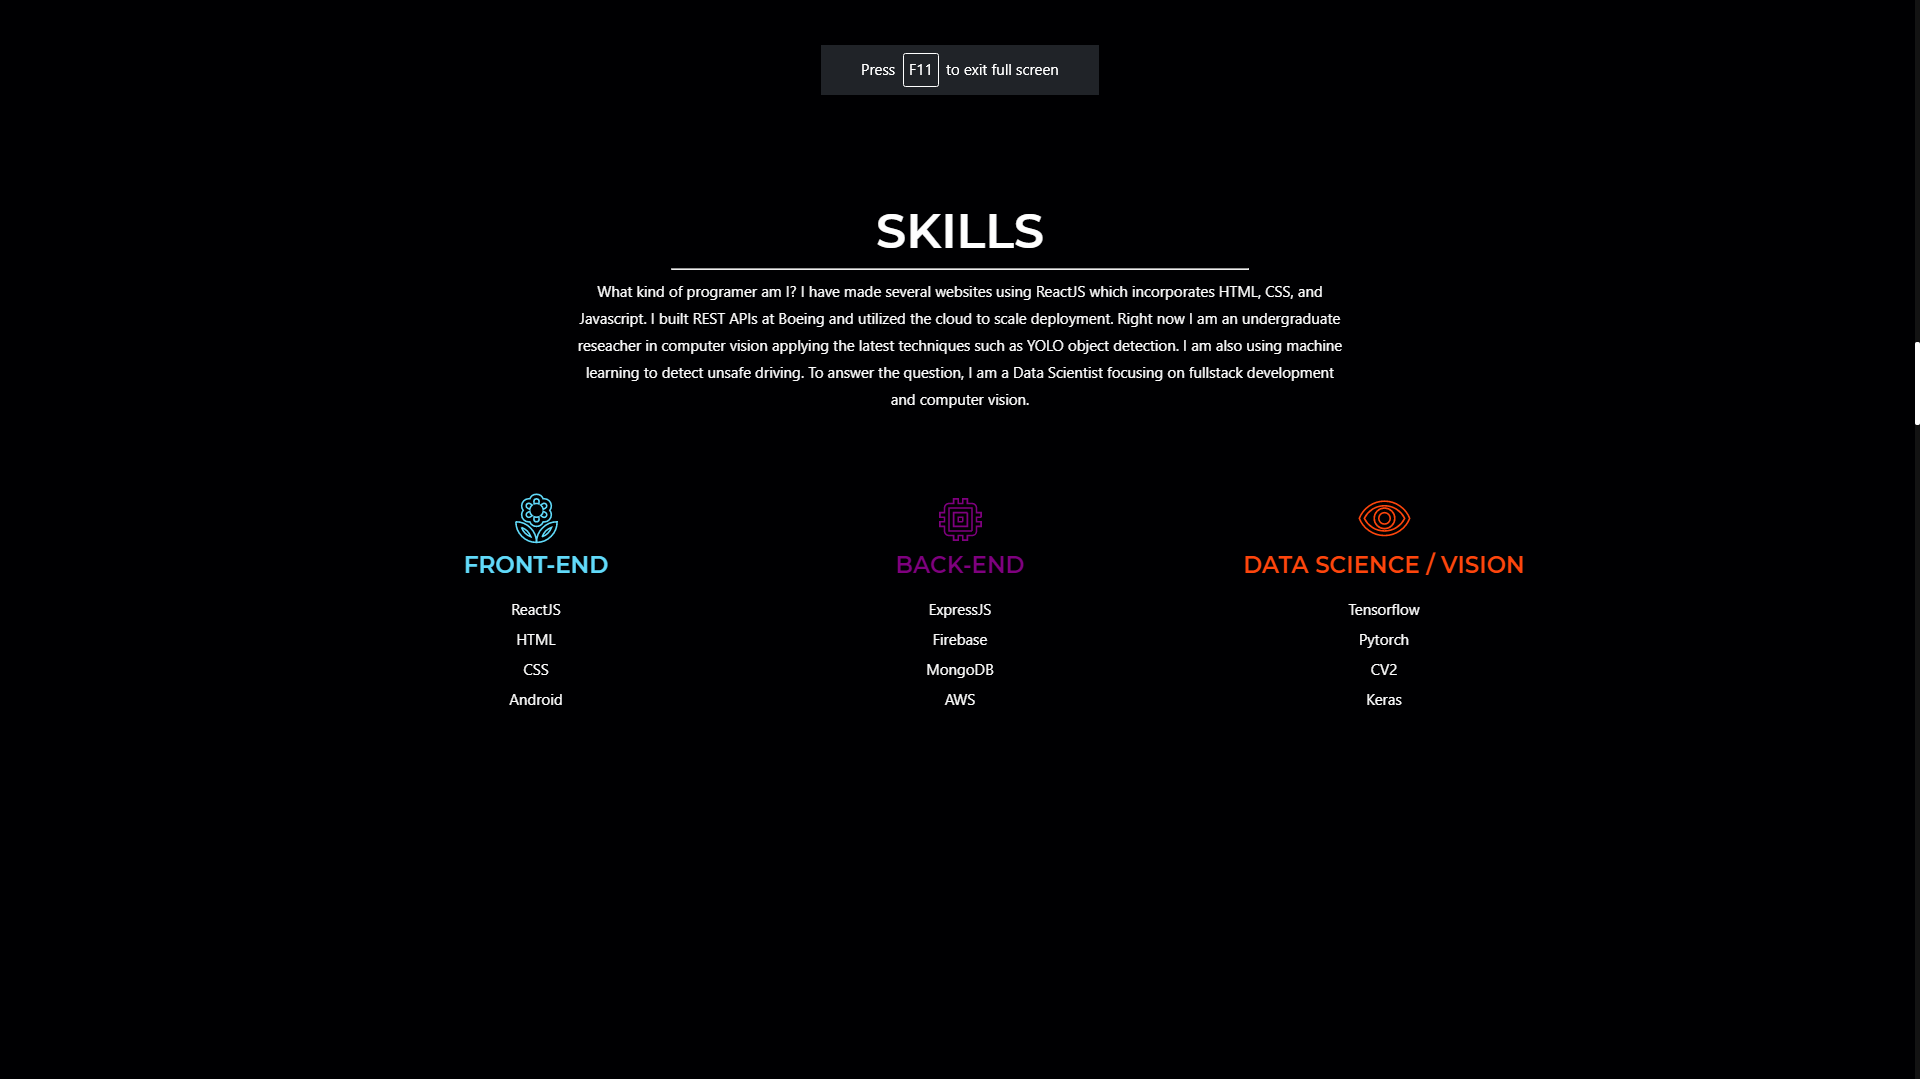 Press F11 to exit full screen
SKILLS
What kind of programer am I? I have made several websites using ReactJS which incorporates HTML, CSS, and
Javascript. I built REST APIs at Boeing and utilized the cloud to scale deployment. Right now I am an undergraduate
reseacher in computer vision applying the latest techniques such as YOLO object detection. I am also using machine
learning to detect unsafe driving. To answer the question, I am a Data Scientist focusing on fullstack development
and computer vision.
FRONT-END
ReactJS
HTML
CSS
Android
BACK-END
ExpressJS
Firebase
MongoDB
AWS
DATA SCIENCE / VISION
Tensorflow
Pytorch
CV2
Keras